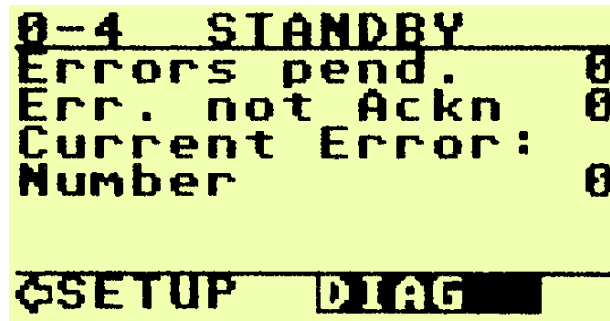 0-4 STANDBY
Errors pend. 0
Err. not Ackn 0
Current Error:
Number 0
SETUP DIAG